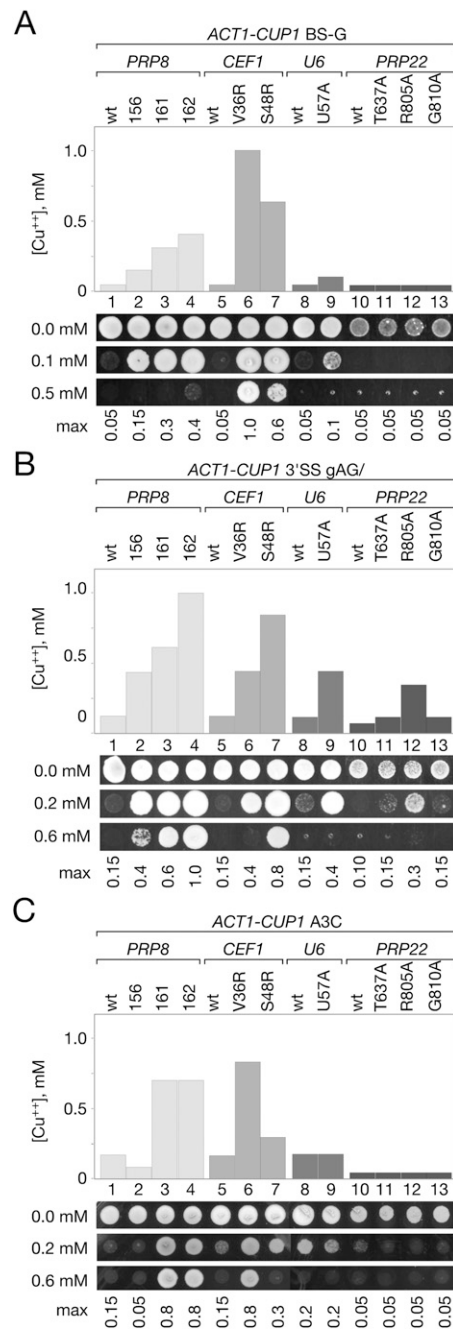 A
ACT1-CUP1 BS-G
PRP8 CEF1 U6 PRP22
wt 156 161 162 wt V36R S48R wt U57A wt T637A R805A G810A
[Cu++], mM
1.0
0.5
0
1 2 3 4 5 6 7 8 9 10 11 12 13
0.0 mM
0.1 mM
0.5 mM
max 0.05 0.15 0.3 0.4 0.05 1.0 0.6 0.05 0.1 0.05 0.05 0.05 0.05
B
ACT1-CUP1 3'SS gAG/
PRP8 CEF1 U6 PRP22
wt 156 161 162 wt V36R S48R wt U57A wt T637A R805A G810A
[Cu++], mM
1.0
0.5
0
1 2 3 4 5 6 7 8 9 10 11 12 13
0.0 mM
0.2 mM
0.6 mM
max 0.15 0.4 0.6 1.0 0.15 0.4 0.8 0.15 0.4 0.10 0.15 0.3 0.15
C
ACT1-CUP1 A3C
PRP8 CEF1 U6 PRP22
wt 156 161 162 wt V36R S48R wt U57A wt T637A R805A G810A
[Cu++], mM
1.0
0.5
0
1 2 3 4 5 6 7 8 9 10 11 12 13
0.0 mM
0.2 mM
0.6 mM
max 0.15 0.05 0.8 0.8 0.15 0.8 0.3 0.2 0.2 0.05 0.05 0.05 0.05